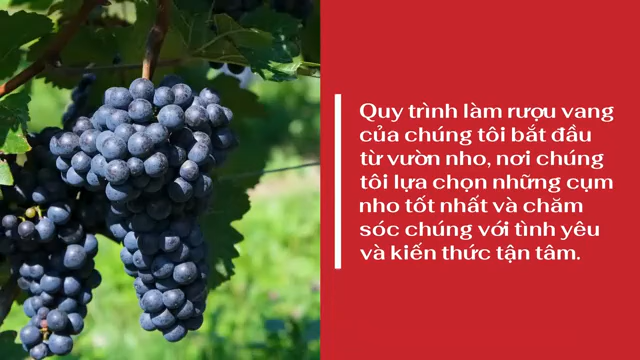 Quy trình làm rượu vang
của chúng tôi bắt đầu
từ vườn nho, nơi chúng
tôi lựa chọn những cụm
nho tốt nhất và chăm
sóc chúng với tình yêu
và kiến thức tận tâm.